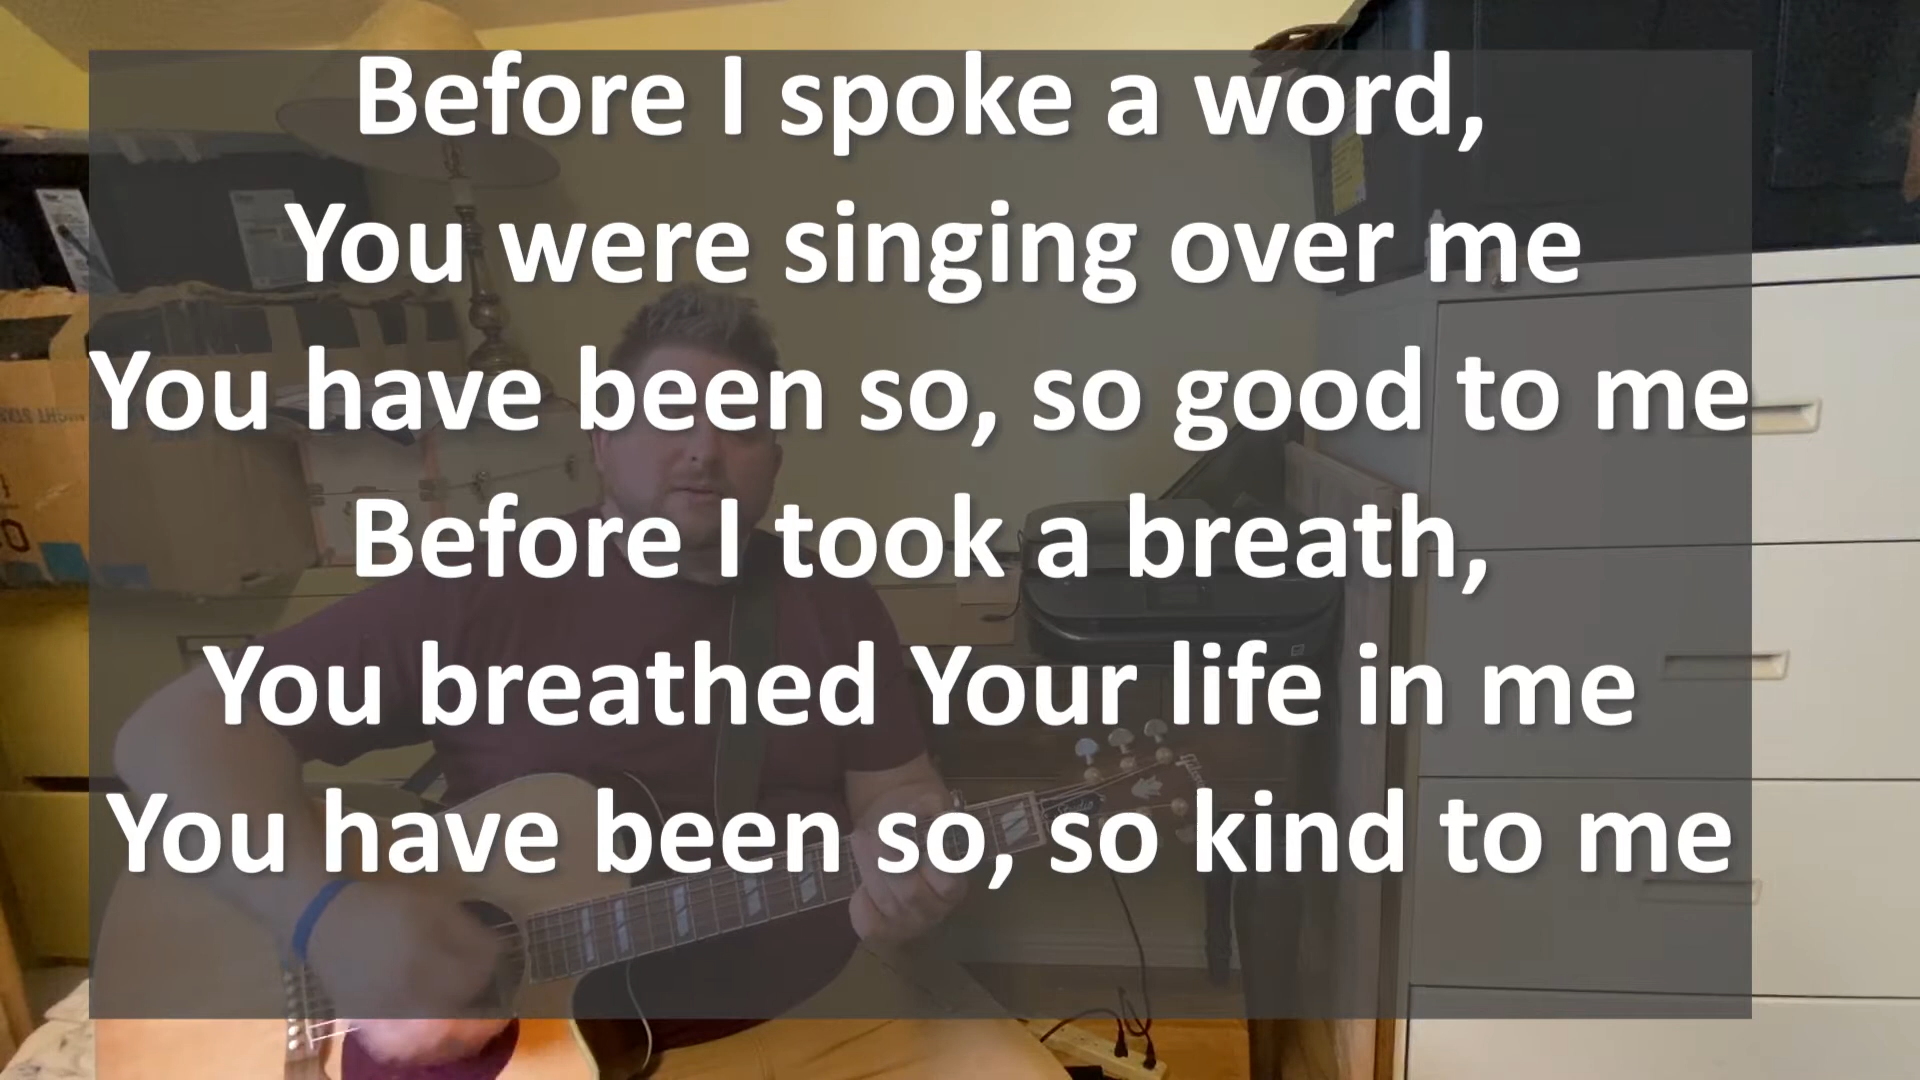 Before I spoke a word,
You were singing over me
You have been so, so good to me
Before I took a breath,
You breathed Your life in me
You have been so, so kind to me
Gibson